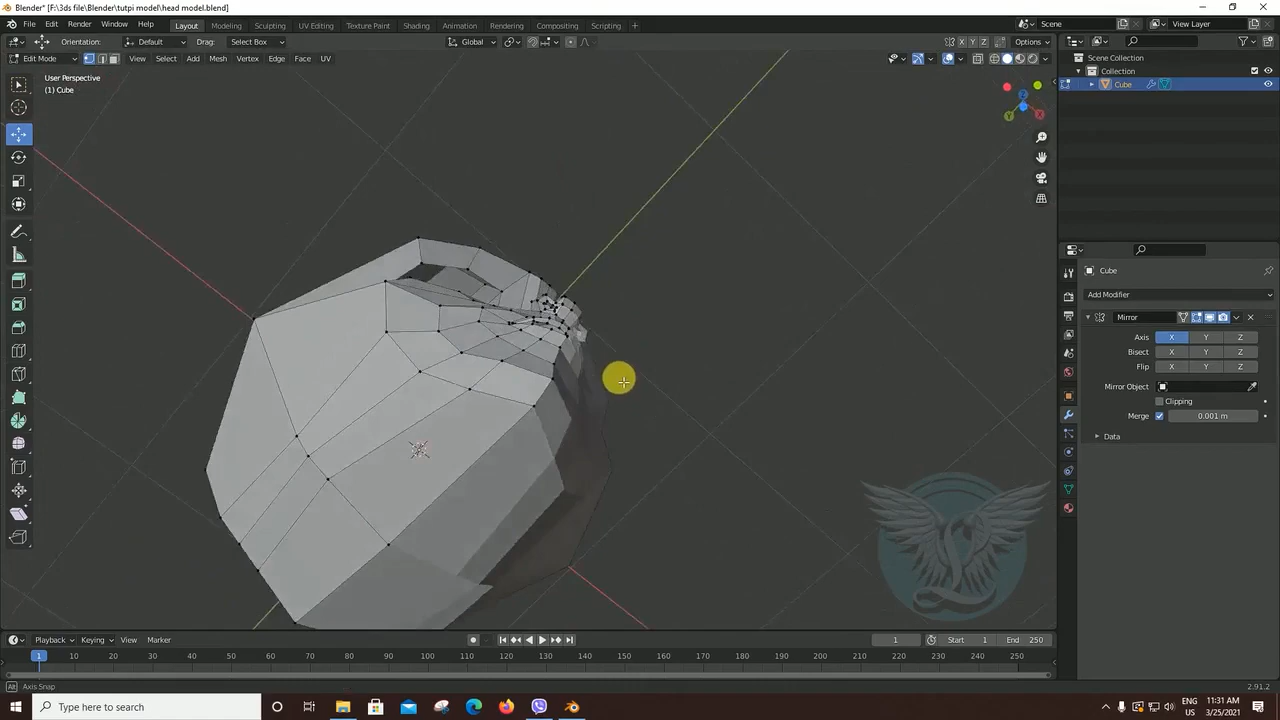 Blender* [F:\3ds file\Blender\tutpi model\head model.blend]
File Edit Render Window Help Layout Modeling Sculpting UV Editing Texture Paint Shading Animation Rendering Compositing Scripting + Scene View Layer
Orientation: Default Drag: Select Box Global X Y Z Options
Edit Mode View Select Add Mesh Vertex Edge Face UV
User Perspective
(1) Cube
Scene Collection
Collection
Cube
Cube
Add Modifier
Mirror
Axis X Y Z
Bisect X Y Z
Flip X Y Z
Mirror Object
Clipping
Merge 0.001 m
Data
Playback Keying View Marker 1 Start 1 End 250
1 10 20 30 40 50 60 70 80 90 100 110 120 130 140 150 160 170 180 190 200 210 220 230 240 250
Axis Snap 2.91.2
Type here to search ENG 11:31 AM
US 3/25/2021